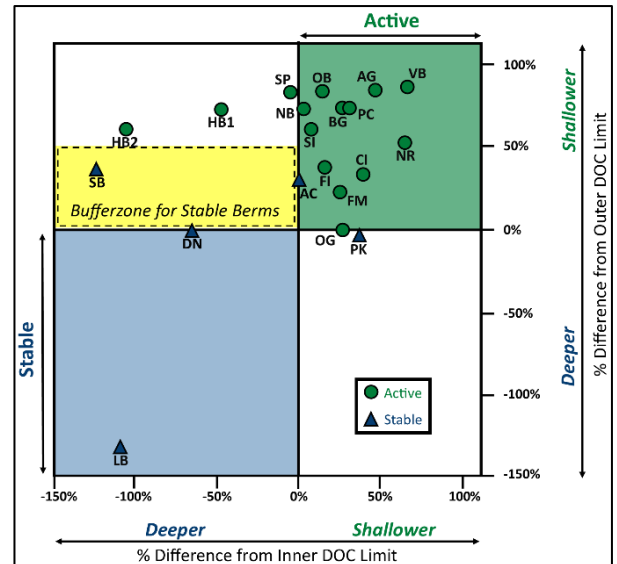 Active
100%
50%
0%
-50%
-100%
-150%
Shallower
Deeper
% Difference from Outer DOC Limit
SP
OB
AG
VB
NB
BG
PC
HB1
HB2
SI
NR
CI
SB
FI
AC
FM
Bufferzone for Stable Berms
DN
OG
PK
Stable
Active
Stable
LB
-150%
-100%
-50%
0%
50%
100%
Deeper
Shallower
% Difference from Inner DOC Limit